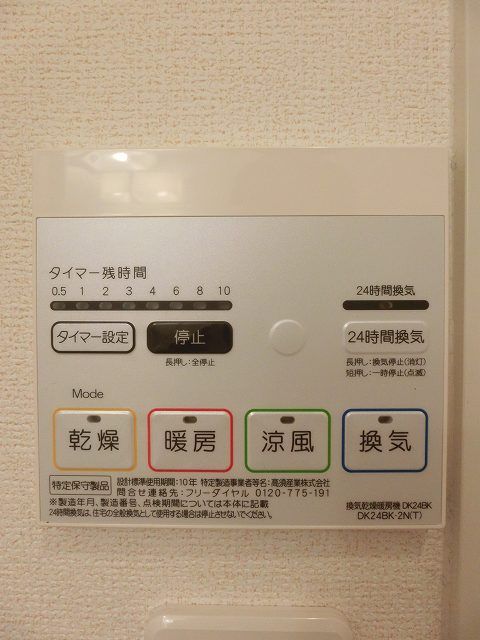 タイマー残時間
0.5 1 2 3 4 6 8 10
24時間換気
タイマー設定
停止
24時間換気
長押し:全停止
長押し:換気停止(消灯)
短押し:一時停止(点滅)
Mode
乾燥
暖房
涼風
換気
特定保守製品
設計標準使用期間:10年 特定製造事業者等名:高須産業株式会社
問合せ連絡先:フリーダイヤル 0120-775-191
※製造年月、製造番号、点検期間については本体に記載
24時間換気は、住宅の全般換気として使用する場合は停止させないでください。
換気乾燥暖房機 DK24BK
DK24BK-2N(T)